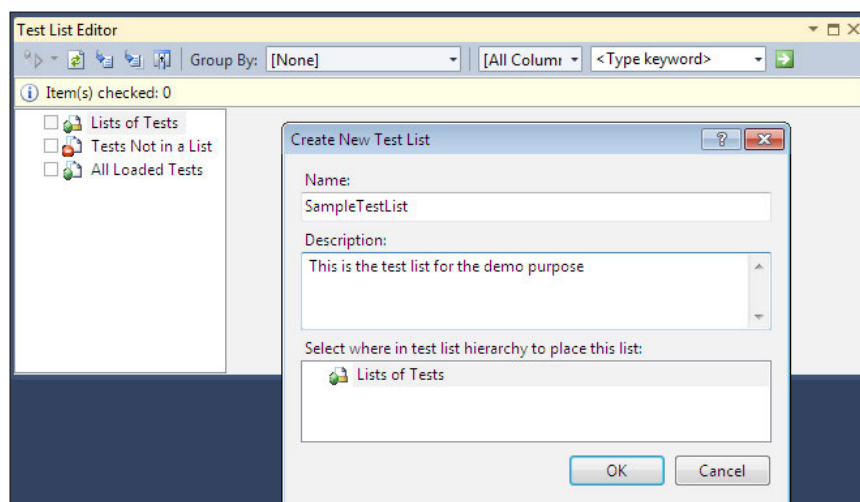 Test List Editor
Group By: [None] [All Colum <Type keyword>
Item(s) checked: 0
Lists of Tests
Tests Not in a List
All Loaded Tests
Create New Test List
Name:
SampleTestList
Description:
This is the test list for the demo purpose
Select where in test list hierarchy to place this list:
Lists of Tests
OK Cancel